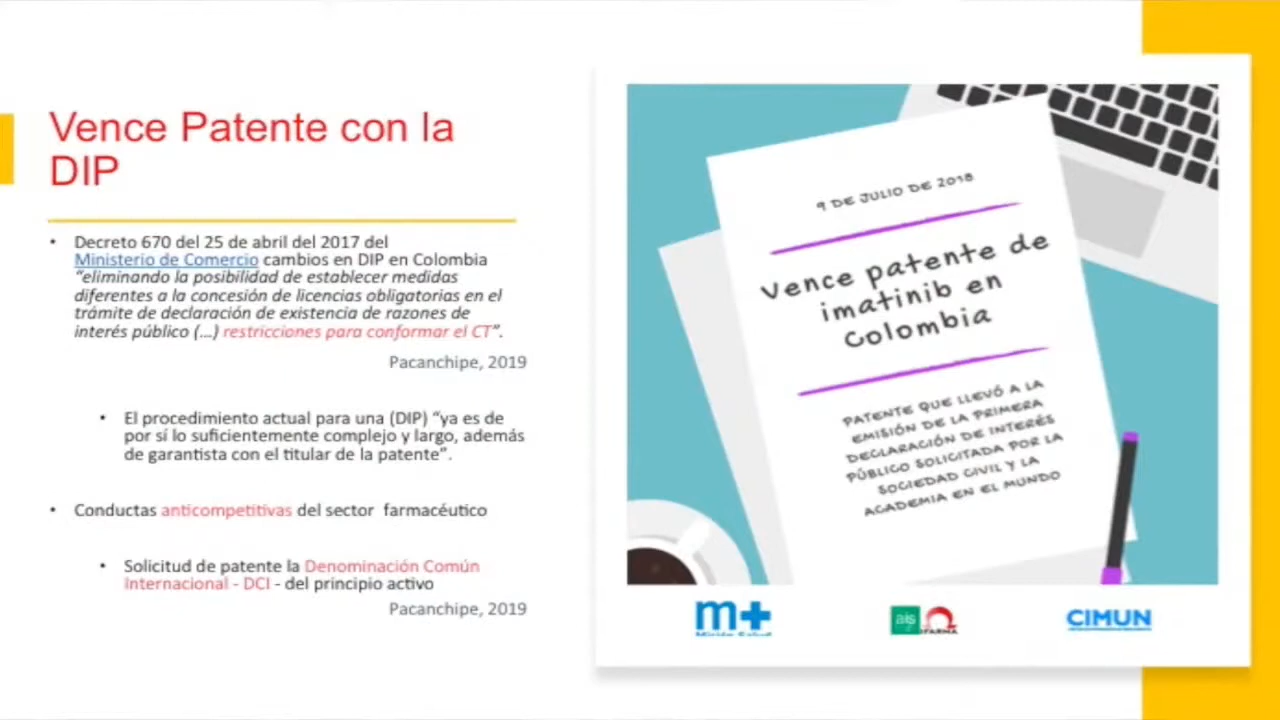 Vence Patente con la
DIP
• Decreto 670 del 25 de abril del 2017 del
Ministerio de Comercio cambios en DIP en Colombia
“eliminando la posibilidad de establecer medidas
diferentes a la concesión de licencias obligatorias en el
trámite de declaración de existencia de razones de
interés público (...) restricciones para conformar el CT”.
Pacanchipe, 2019
• El procedimiento actual para una (DIP) “ya es de
por sí lo suficientemente complejo y largo, además
de garantista con el titular de la patente”.
• Conductas anticompetitivas del sector farmacéutico
• Solicitud de patente la Denominación Común
Internacional - DCI - del principio activo
Pacanchipe, 2019
9 DE JULIO DE 2018
Vence patente de
imatinib en
Colombia
PATENTE QUE LLEVÓ A LA
EMISIÓN DE LA PRIMERA
DECLARACIÓN DE INTERÉS
PÚBLICO SOLICITADA POR LA
SOCIEDAD CIVIL Y LA
ACADEMIA EN EL MUNDO
m+
Misión Salud
ais
IFARMA
CIMUN